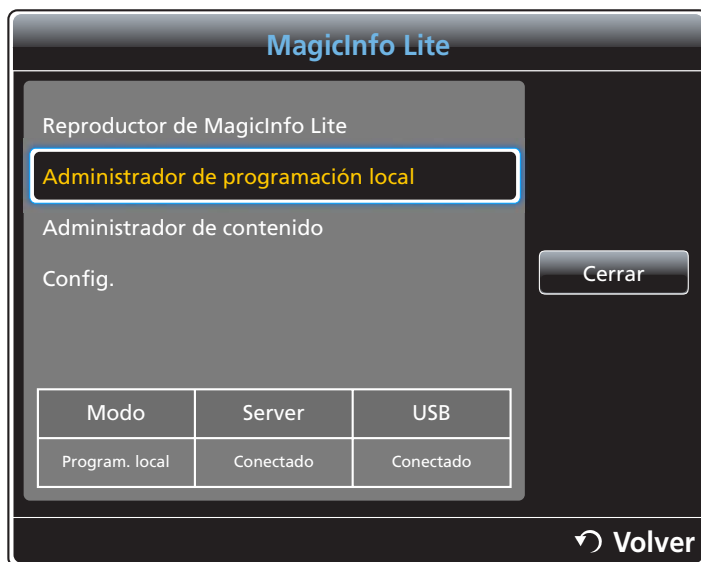 MagicInfo Lite
Reproductor de MagicInfo Lite
Administrador de programación local
Administrador de contenido
Config.
Cerrar
Modo Server USB
Program. local Conectado Conectado
Volver